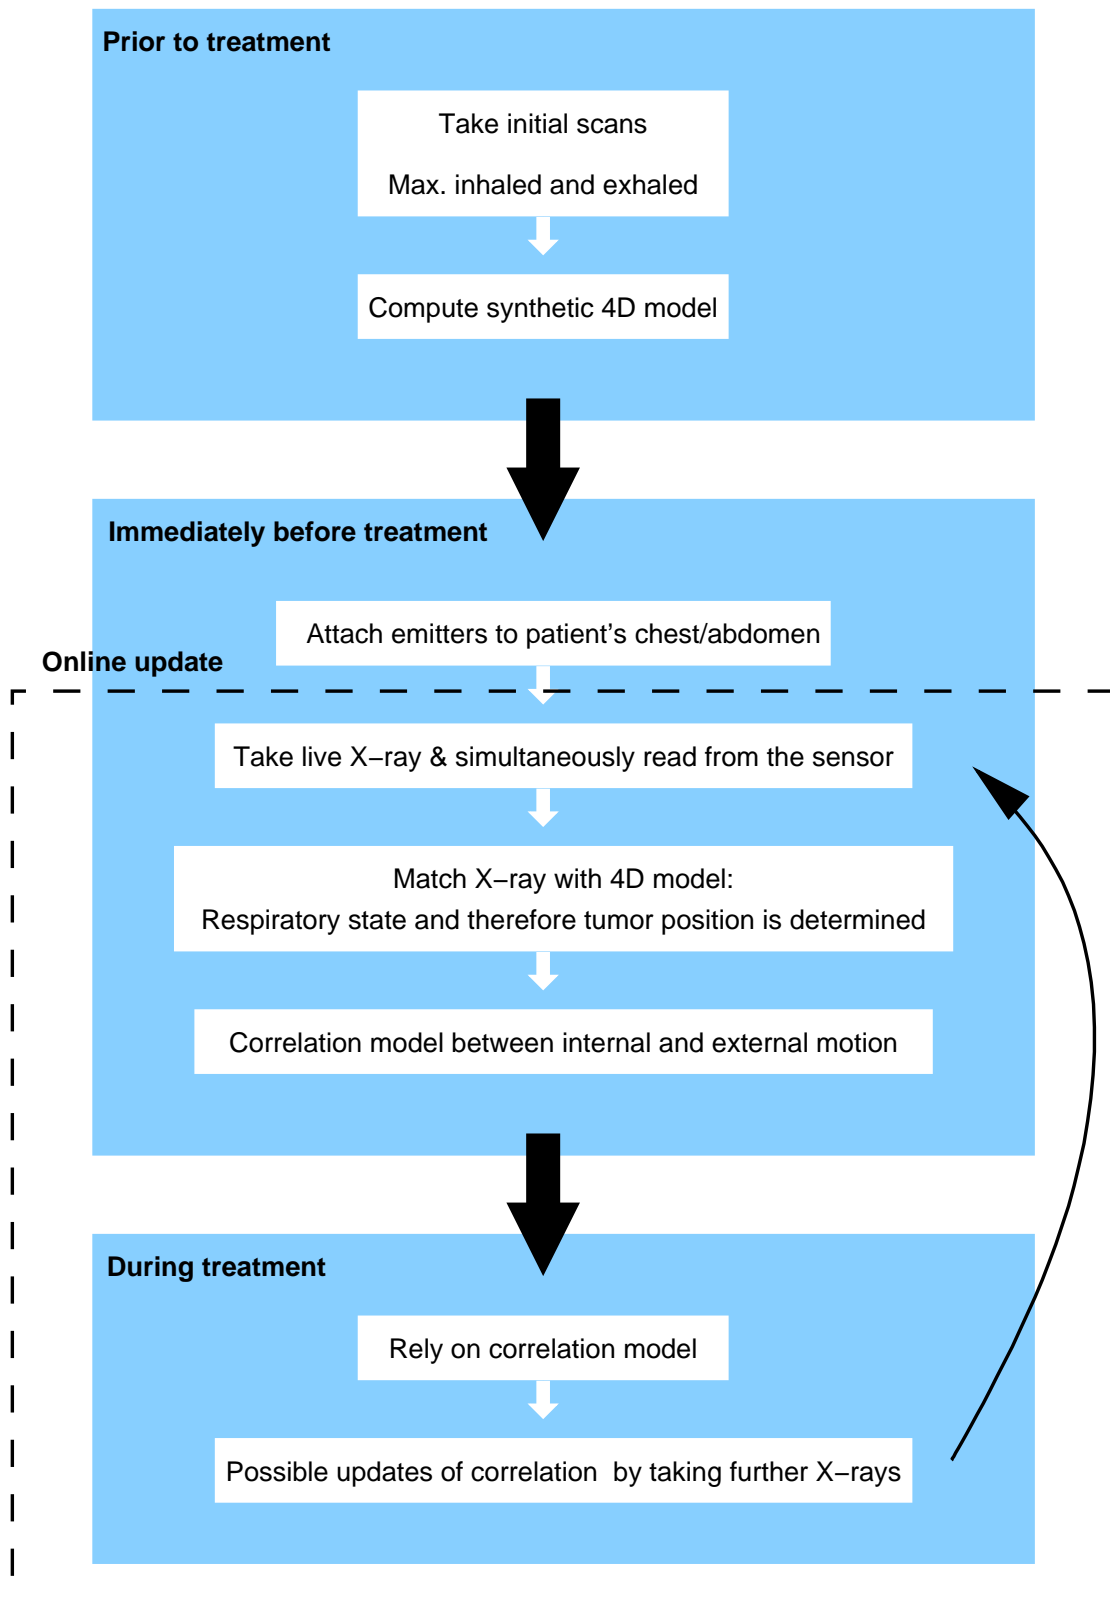 Prior to treatment
Take initial scans
Max. inhaled and exhaled
Compute synthetic 4D model
Immediately before treatment
Attach emitters to patient's chest/abdomen
Online update
Take live X−ray & simultaneously read from the sensor
Match X−ray with 4D model:
Respiratory state and therefore tumor position is determined
Correlation model between internal and external motion
During treatment
Rely on correlation model
Possible updates of correlation  by taking further X−rays